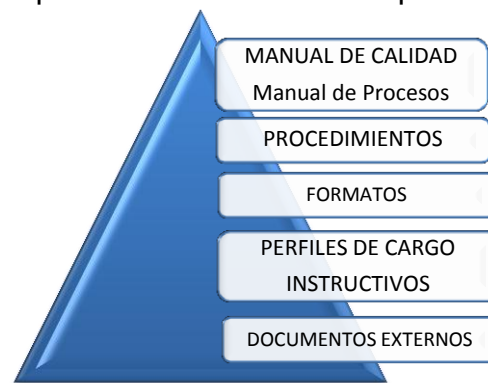 MANUAL DE CALIDAD
Manual de Procesos
PROCEDIMIENTOS
FORMATOS
PERFILES DE CARGO
INSTRUCTIVOS
DOCUMENTOS EXTERNOS